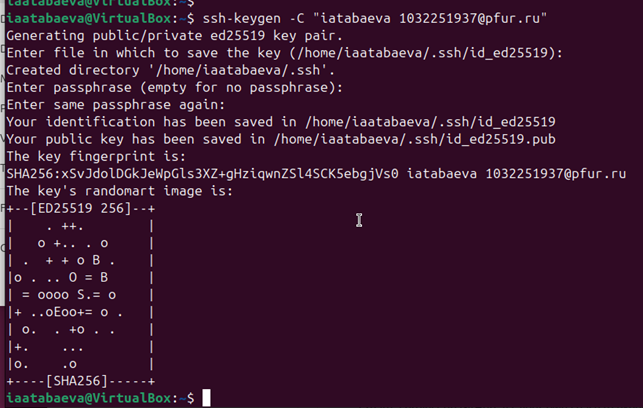 iaatabaeva@VirtualBox:~$
iaatabaeva@VirtualBox:~$ ssh-keygen -C "iatabaeva 1032251937@pfur.ru"
Generating public/private ed25519 key pair.
Enter file in which to save the key (/home/iaatabaeva/.ssh/id_ed25519):
Created directory '/home/iaatabaeva/.ssh'.
Enter passphrase (empty for no passphrase):
Enter same passphrase again:
Your identification has been saved in /home/iaatabaeva/.ssh/id_ed25519
Your public key has been saved in /home/iaatabaeva/.ssh/id_ed25519.pub
The key fingerprint is:
SHA256:xSvJdolDGkJeWpGls3XZ+gHziqwnZSl4SCK5ebgjVs0 iatabaeva 1032251937@pfur.ru
The key's randomart image is:
+--[ED25519 256]--+
|     . ++.       |
|    o +.. . o    |
| .  + + o B .    |
|o . .. O = B     |
| = oooo S.= o    |
|+ ..oEoo+= o .   |
| o.  . +o . .    |
|+.     ...       |
|o.    .o         |
+----[SHA256]-----+
iaatabaeva@VirtualBox:~$